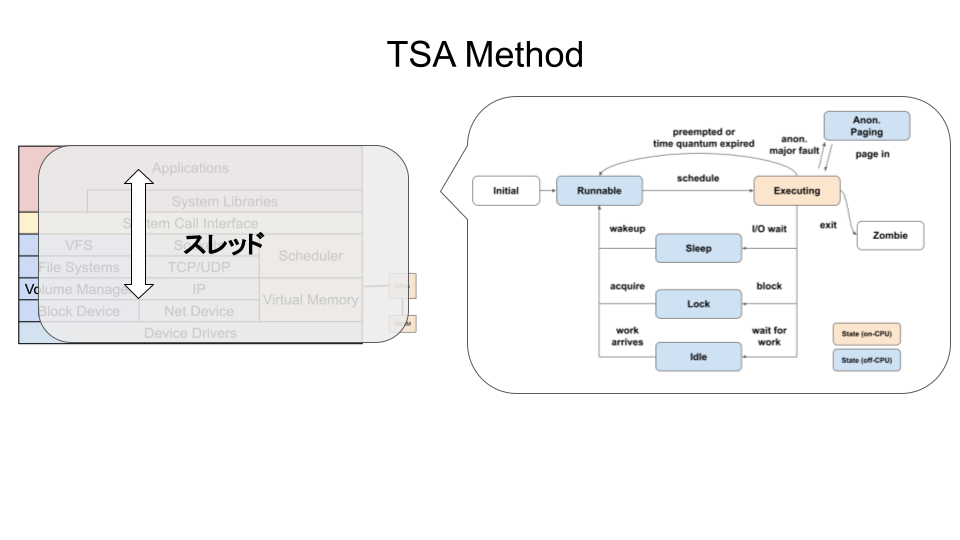 TSA Method
Applications
System Libraries
System Call Interface
VFS
File Systems
TCP/UDP
Scheduler
Volume Manage
IP
Virtual Memory
Block Device
Net Device
Device Drivers
スレッド
preempted or
time quantum expired
anon.
major fault
Anon.
Paging
page in
Initial
Runnable
schedule
Executing
wakeup
I/O wait
exit
Sleep
Zombie
acquire
block
Lock
work
arrives
wait for
work
Idle
State (on-CPU)
State (off-CPU)